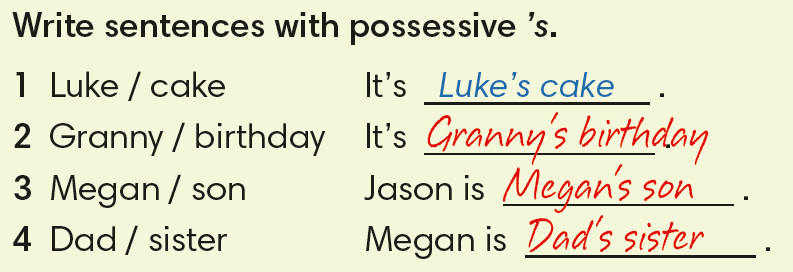 Write sentences with possessive ’s.
1 Luke / cake It’s Luke’s cake .
2 Granny / birthday It’s Granny's birthday .
3 Megan / son Jason is Megan's son .
4 Dad / sister Megan is Dad's sister .